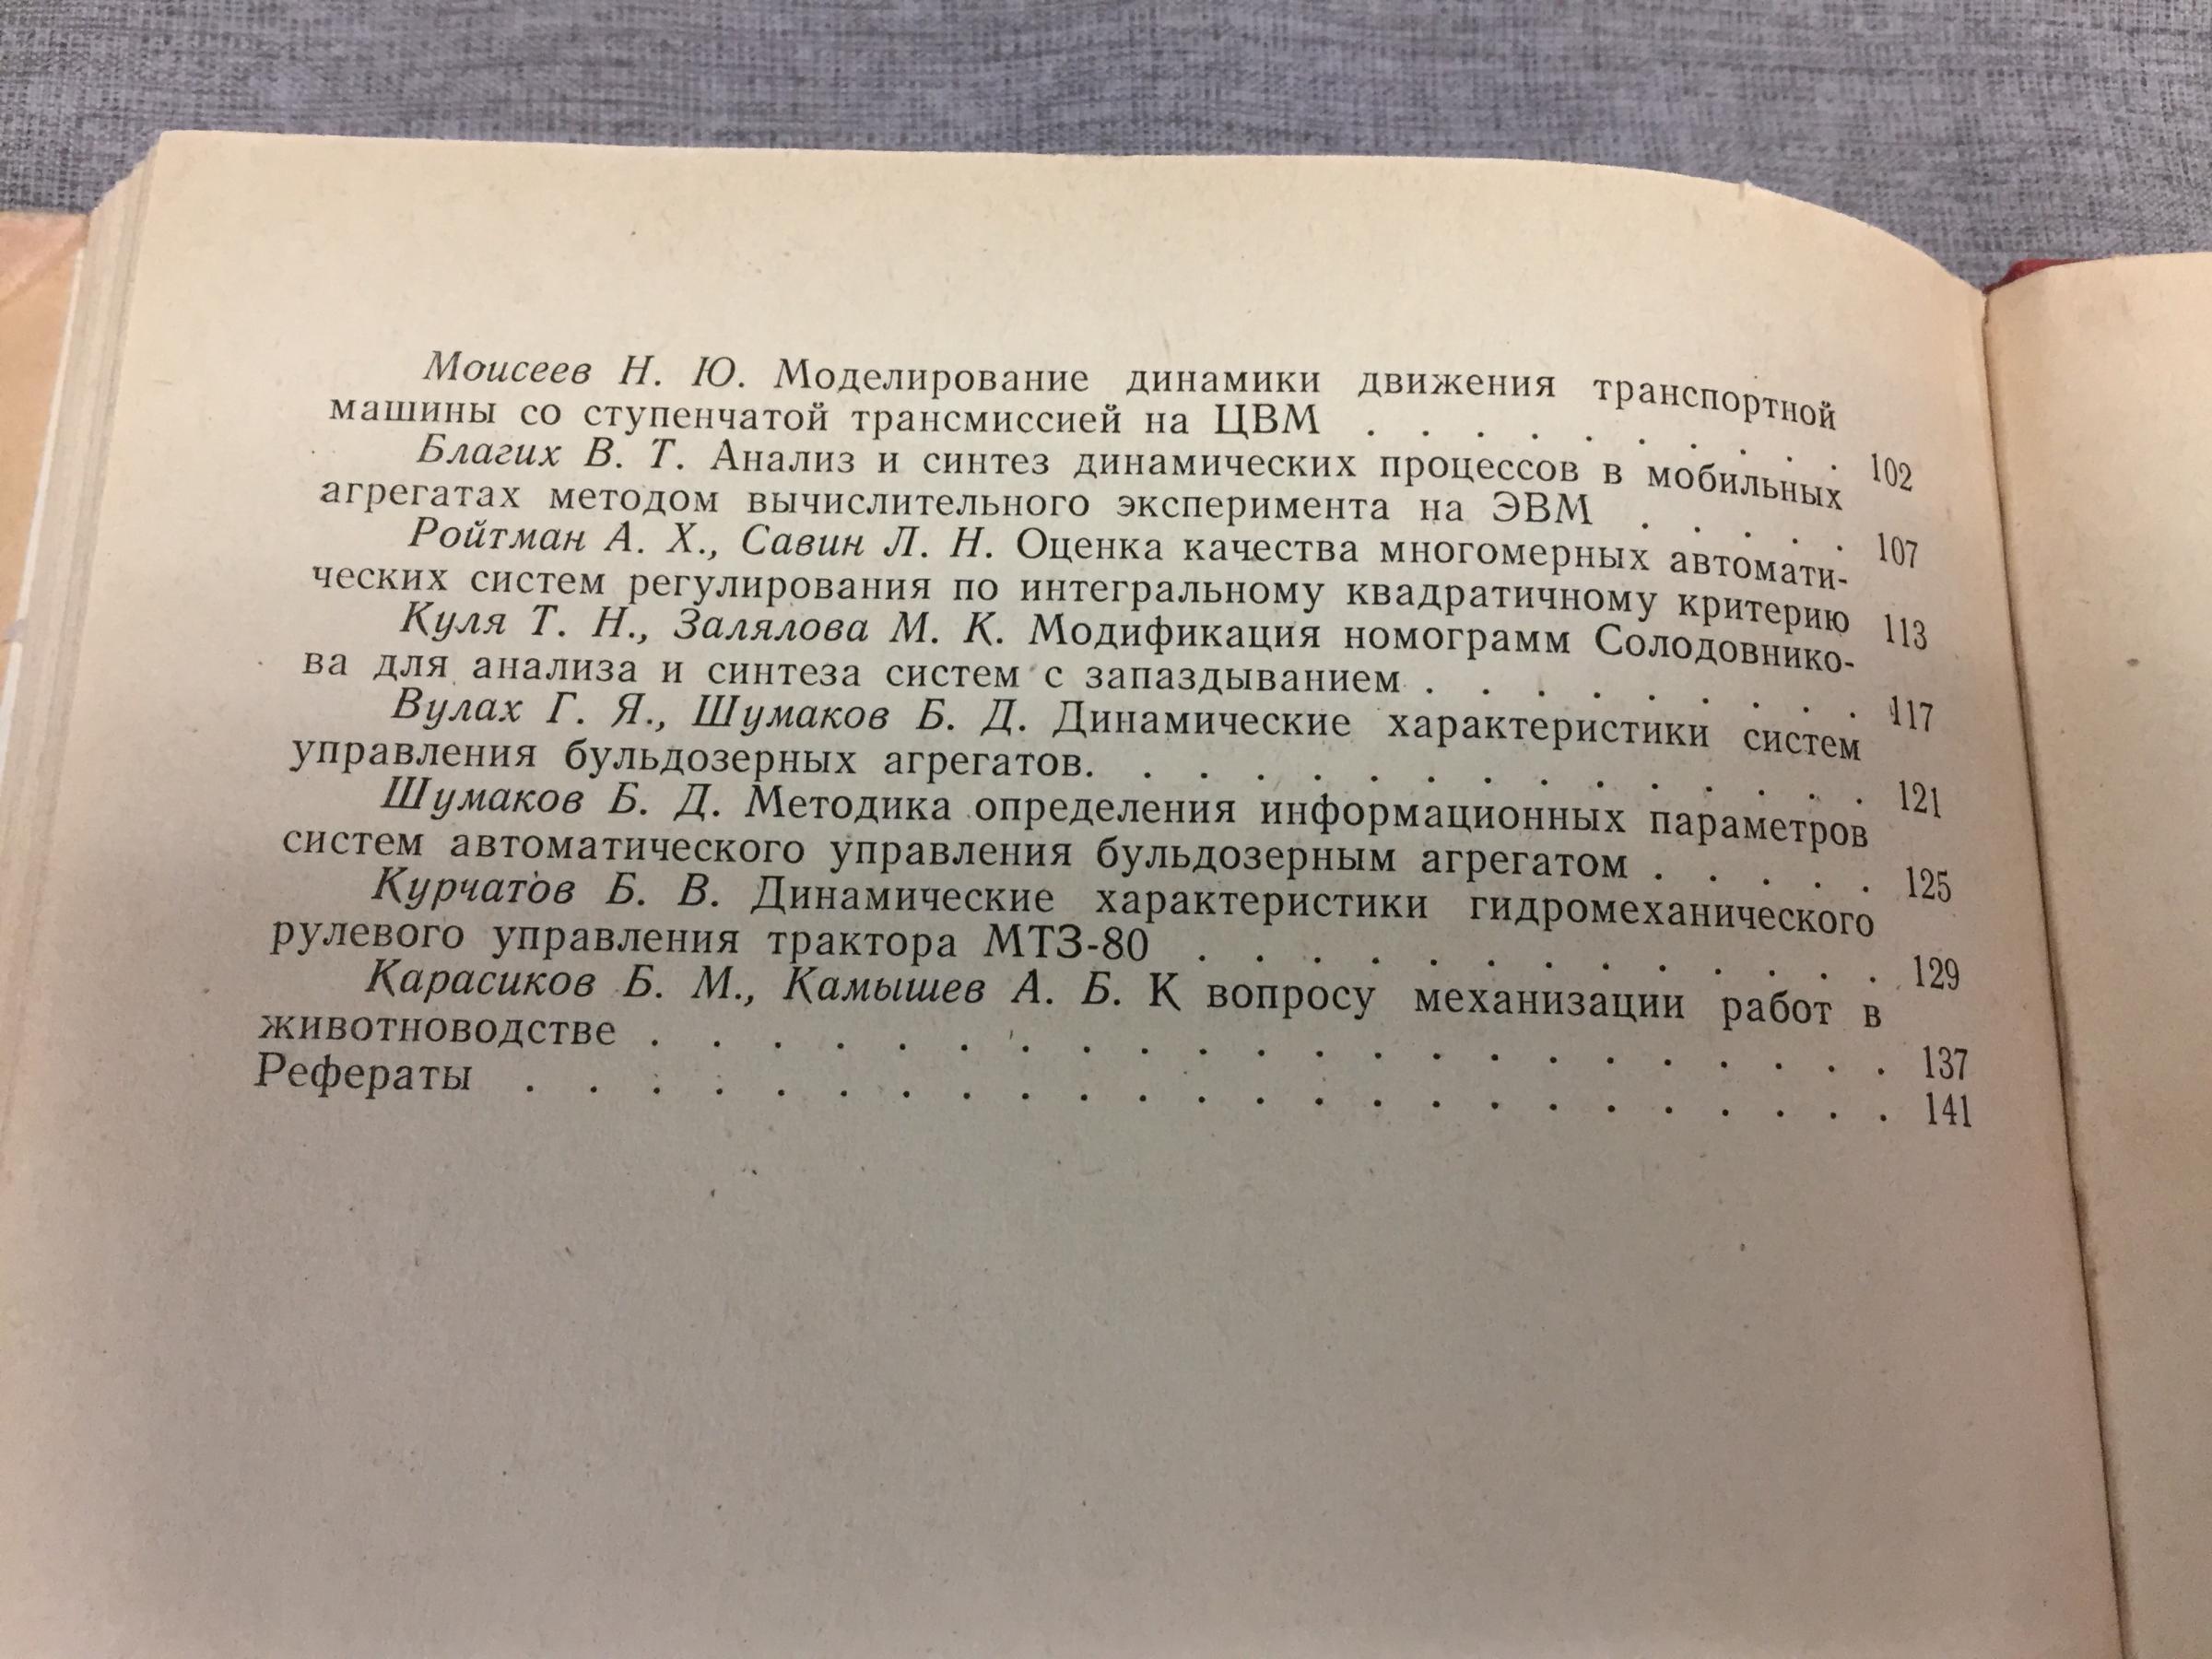 Моисеев Н. Ю. Моделирование динамики движения транспортной
машины со ступенчатой трансмиссией на ЦВМ . . . . . . . . . 102
Благих В. Т. Анализ и синтез динамических процессов в мобильных
агрегатах методом вычислительного эксперимента на ЭВМ . . . . . 107
Ройтман А. Х., Савин Л. Н. Оценка качества многомерных автомати-
ческих систем регулирования по интегральному квадратичному критерию 113
Куля Т. Н., Залялова М. К. Модификация номограмм Солодовнико-
ва для анализа и синтеза систем с запаздыванием . . . . . . . . . 117
Вулах Г. Я., Шумаков Б. Д. Динамические характеристики систем
управления бульдозерных агрегатов. . . . . . . . . . . . . . . 121
Шумаков Б. Д. Методика определения информационных параметров
систем автоматического управления бульдозерным агрегатом . . . . . 125
Курчатов Б. В. Динамические характеристики гидромеханического
рулевого управления трактора МТЗ-80 . . . . . . . . . . . . . 129
Карасиков Б. М., Камышев А. Б. К вопросу механизации работ в
животноводстве . . . . . . . . . . . . . . . . . . . . . . 137
Рефераты . . . . . . . . . . . . . . . . . . . . . . . . 141